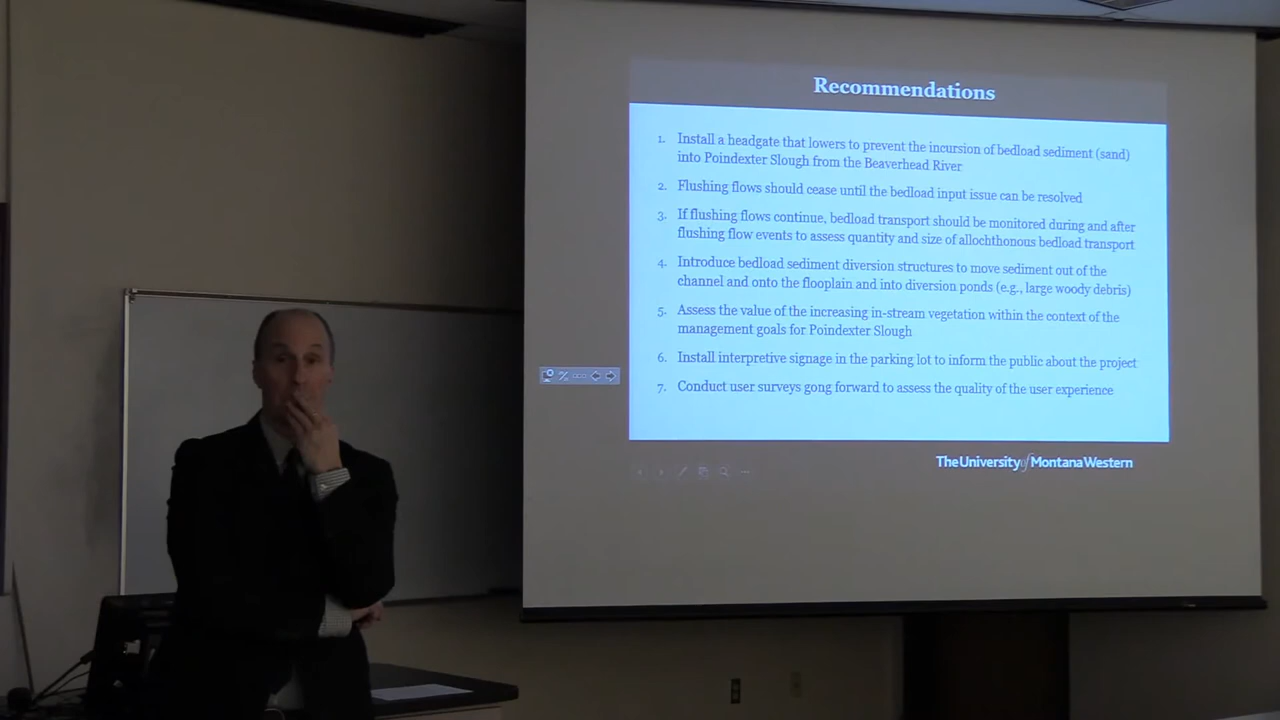 Recommendations
1. Install a headgate that lowers to prevent the incursion of bedload sediment (sand)
into Poindexter Slough from the Beaverhead River
2. Flushing flows should cease until the bedload input issue can be resolved
3. If flushing flows continue, bedload transport should be monitored during and after
flushing flow events to assess quantity and size of allochthonous bedload transport
4. Introduce bedload sediment diversion structures to move sediment out of the
channel and onto the flooplain and into diversion ponds (e.g., large woody debris)
5. Assess the value of the increasing in-stream vegetation within the context of the
management goals for Poindexter Slough
6. Install interpretive signage in the parking lot to inform the public about the project
7. Conduct user surveys gong forward to assess the quality of the user experience
The University of Montana Western